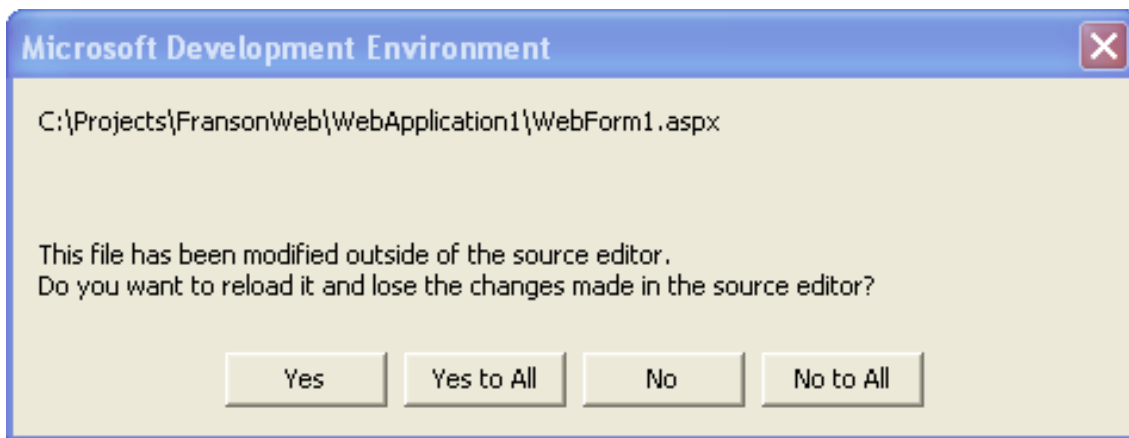 Microsoft Development Environment
C:\Projects\FransonWeb\WebApplication1\WebForm1.aspx
This file has been modified outside of the source editor.
Do you want to reload it and lose the changes made in the source editor?
Yes Yes to All No No to All